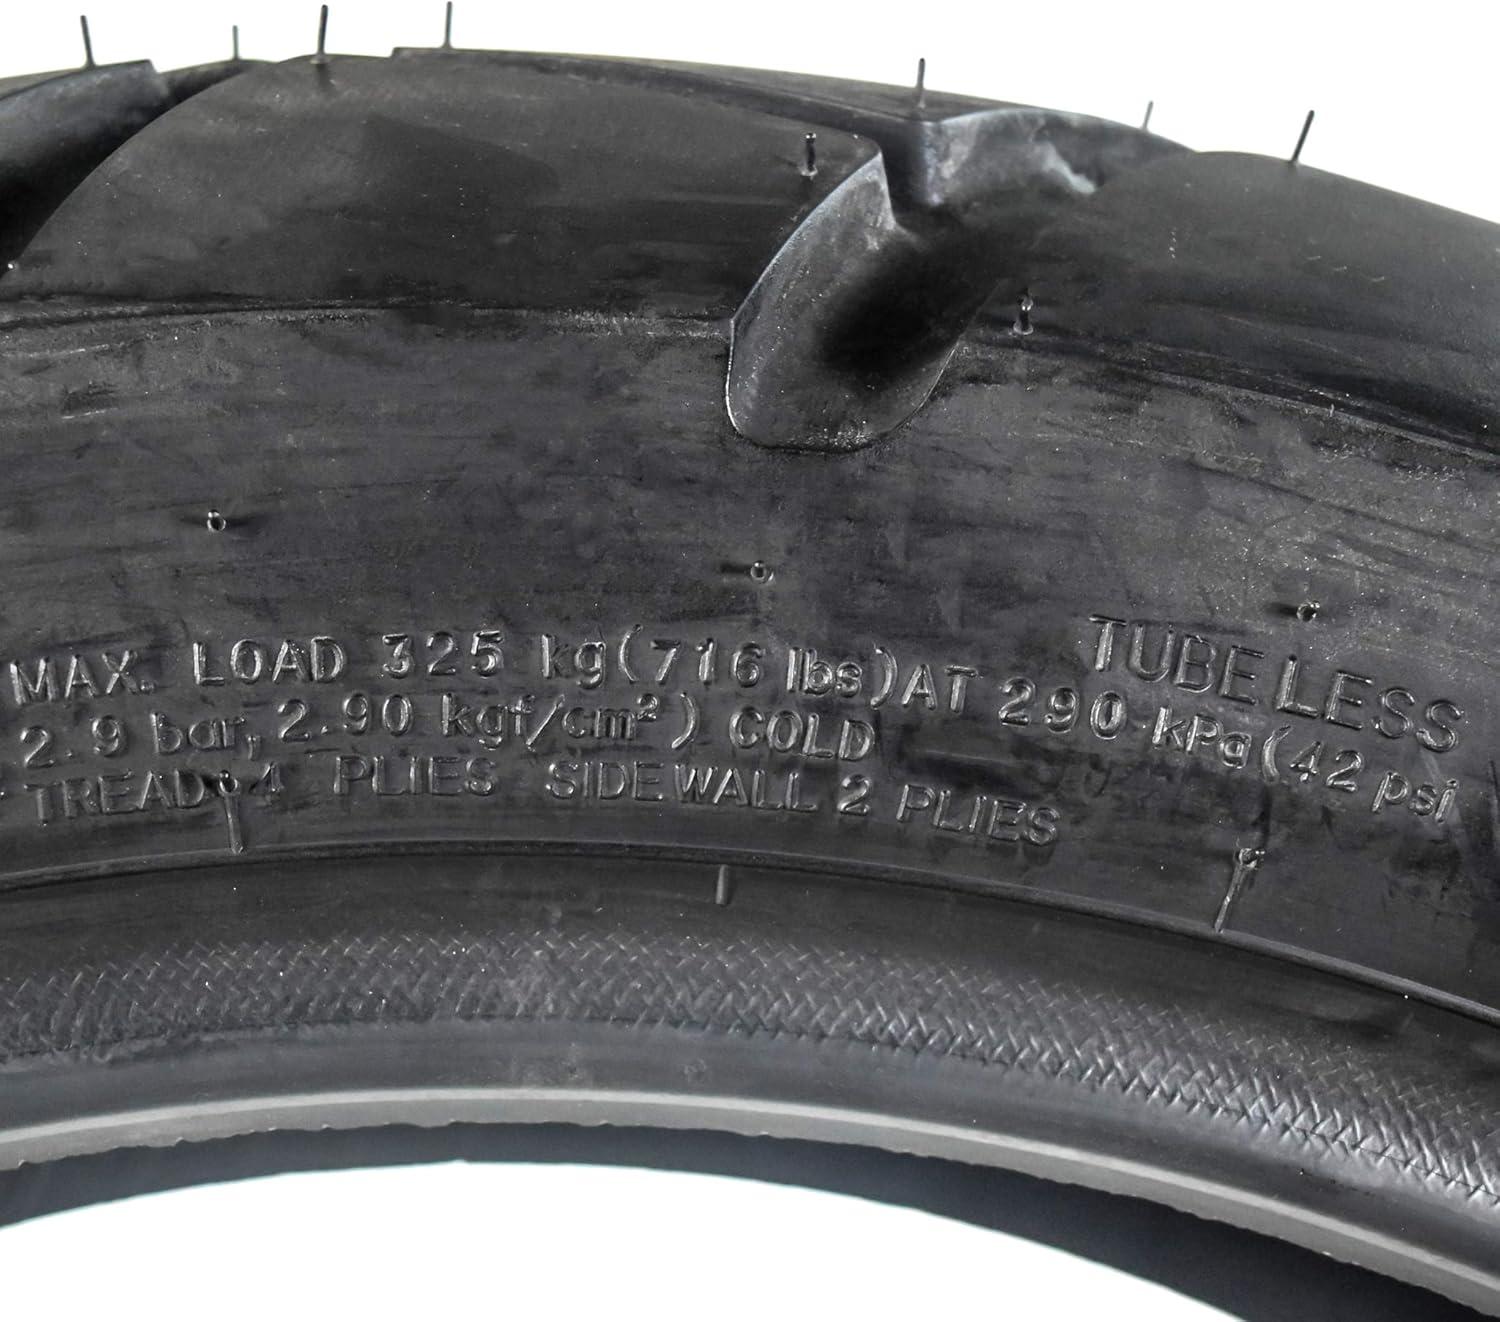 TUBELESS
MAX. LOAD 325 kg(716 lbs)AT 290 kPg(42 psi
2.9 bar, 2.90 kgf/cm²) COLD
TREAD 4 PLIES SIDEWALL 2 PLIES